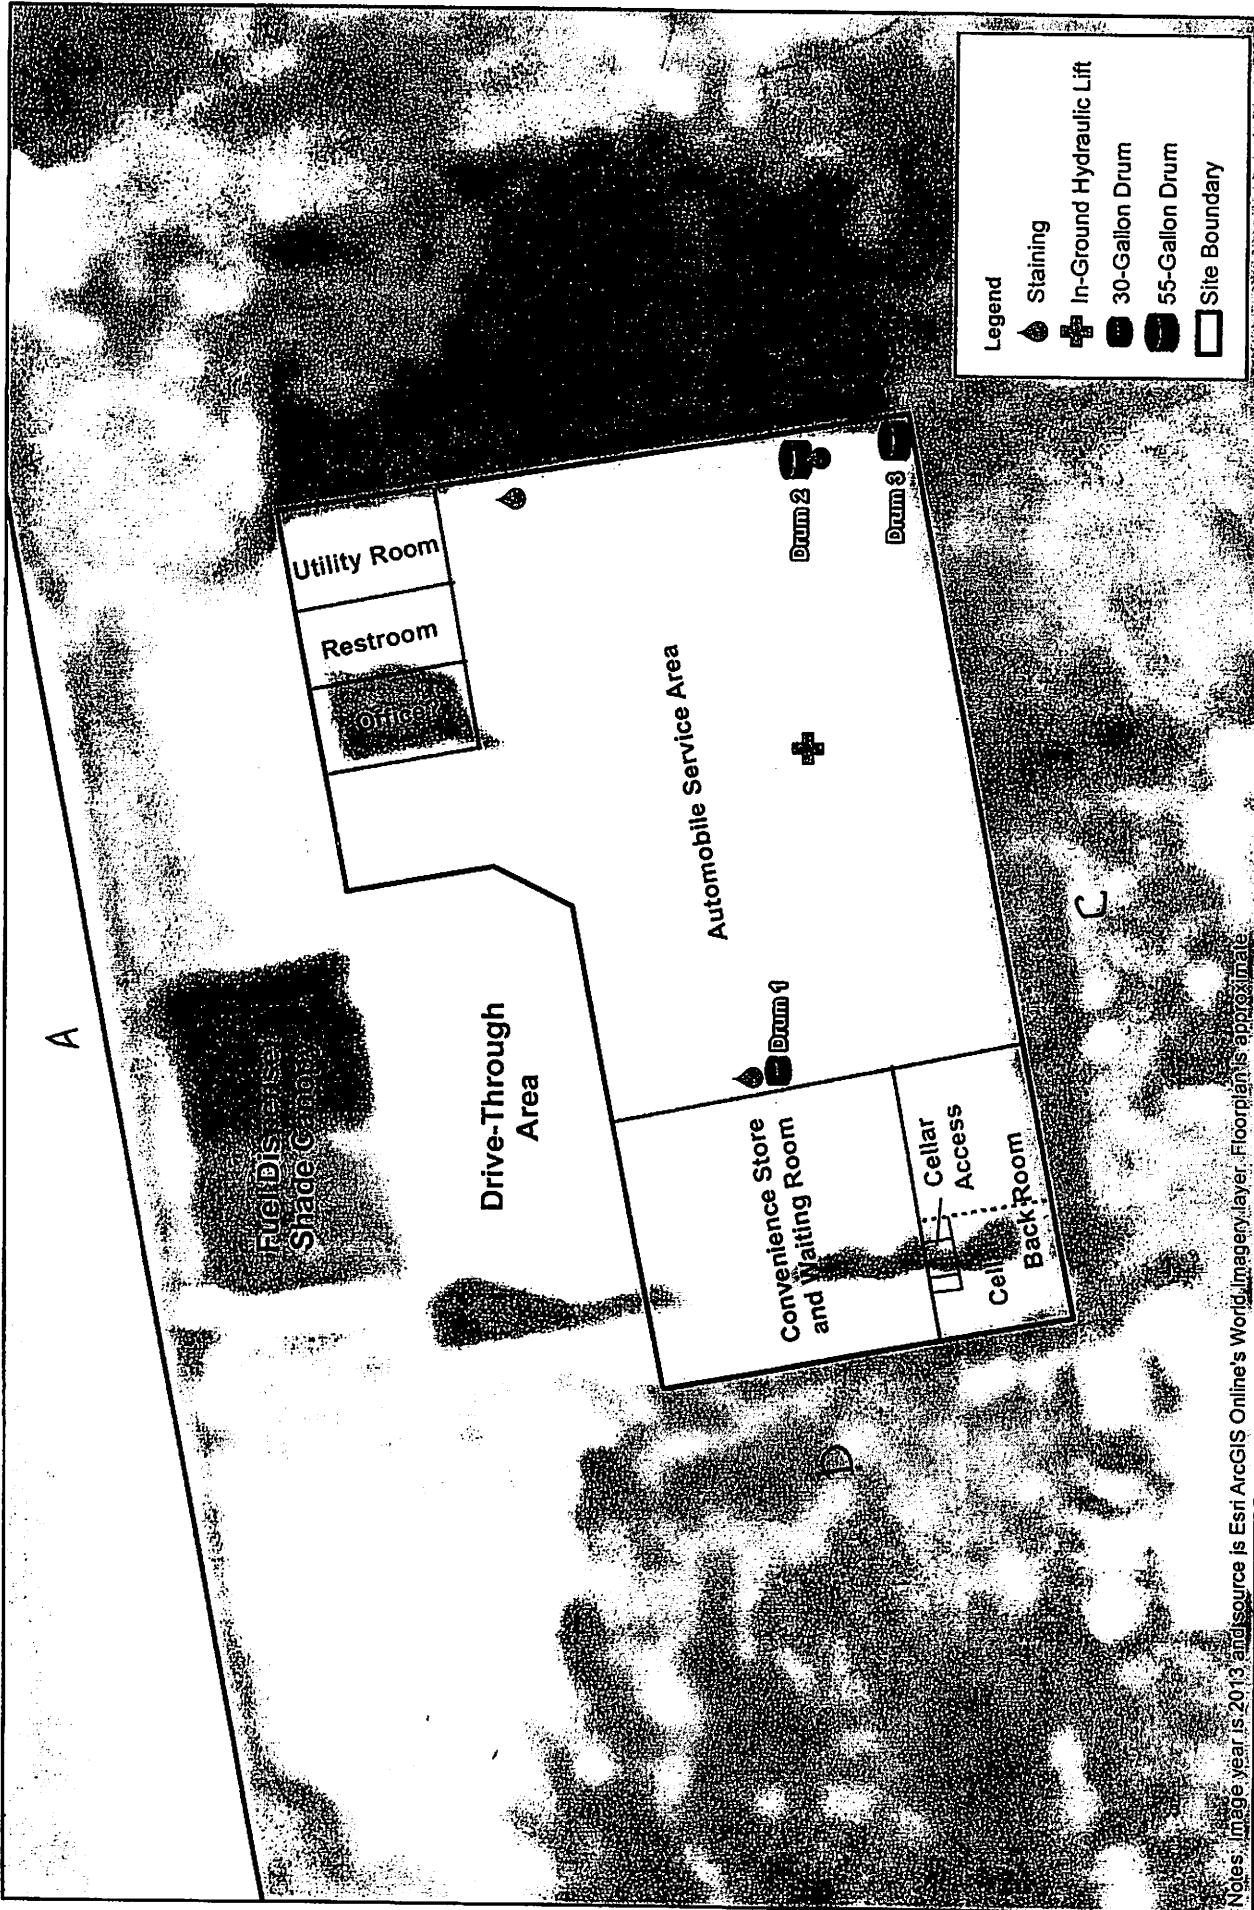 A
Fuel Dispenser
Shade Canopy
Drive-Through
Area
Office
Restroom
Utility Room
Automobile Service Area
Drum 1
Drum 2
Drum 3
Convenience Store
and Waiting Room
Cellar
Access
Cellar
Back Room
C
D
Legend
Staining
In-Ground Hydraulic Lift
30-Gallon Drum
55-Gallon Drum
Site Boundary
Notes: Image year is 2013 and source is Esri ArcGIS Online's World Imagery layer. Floorplan is approximate